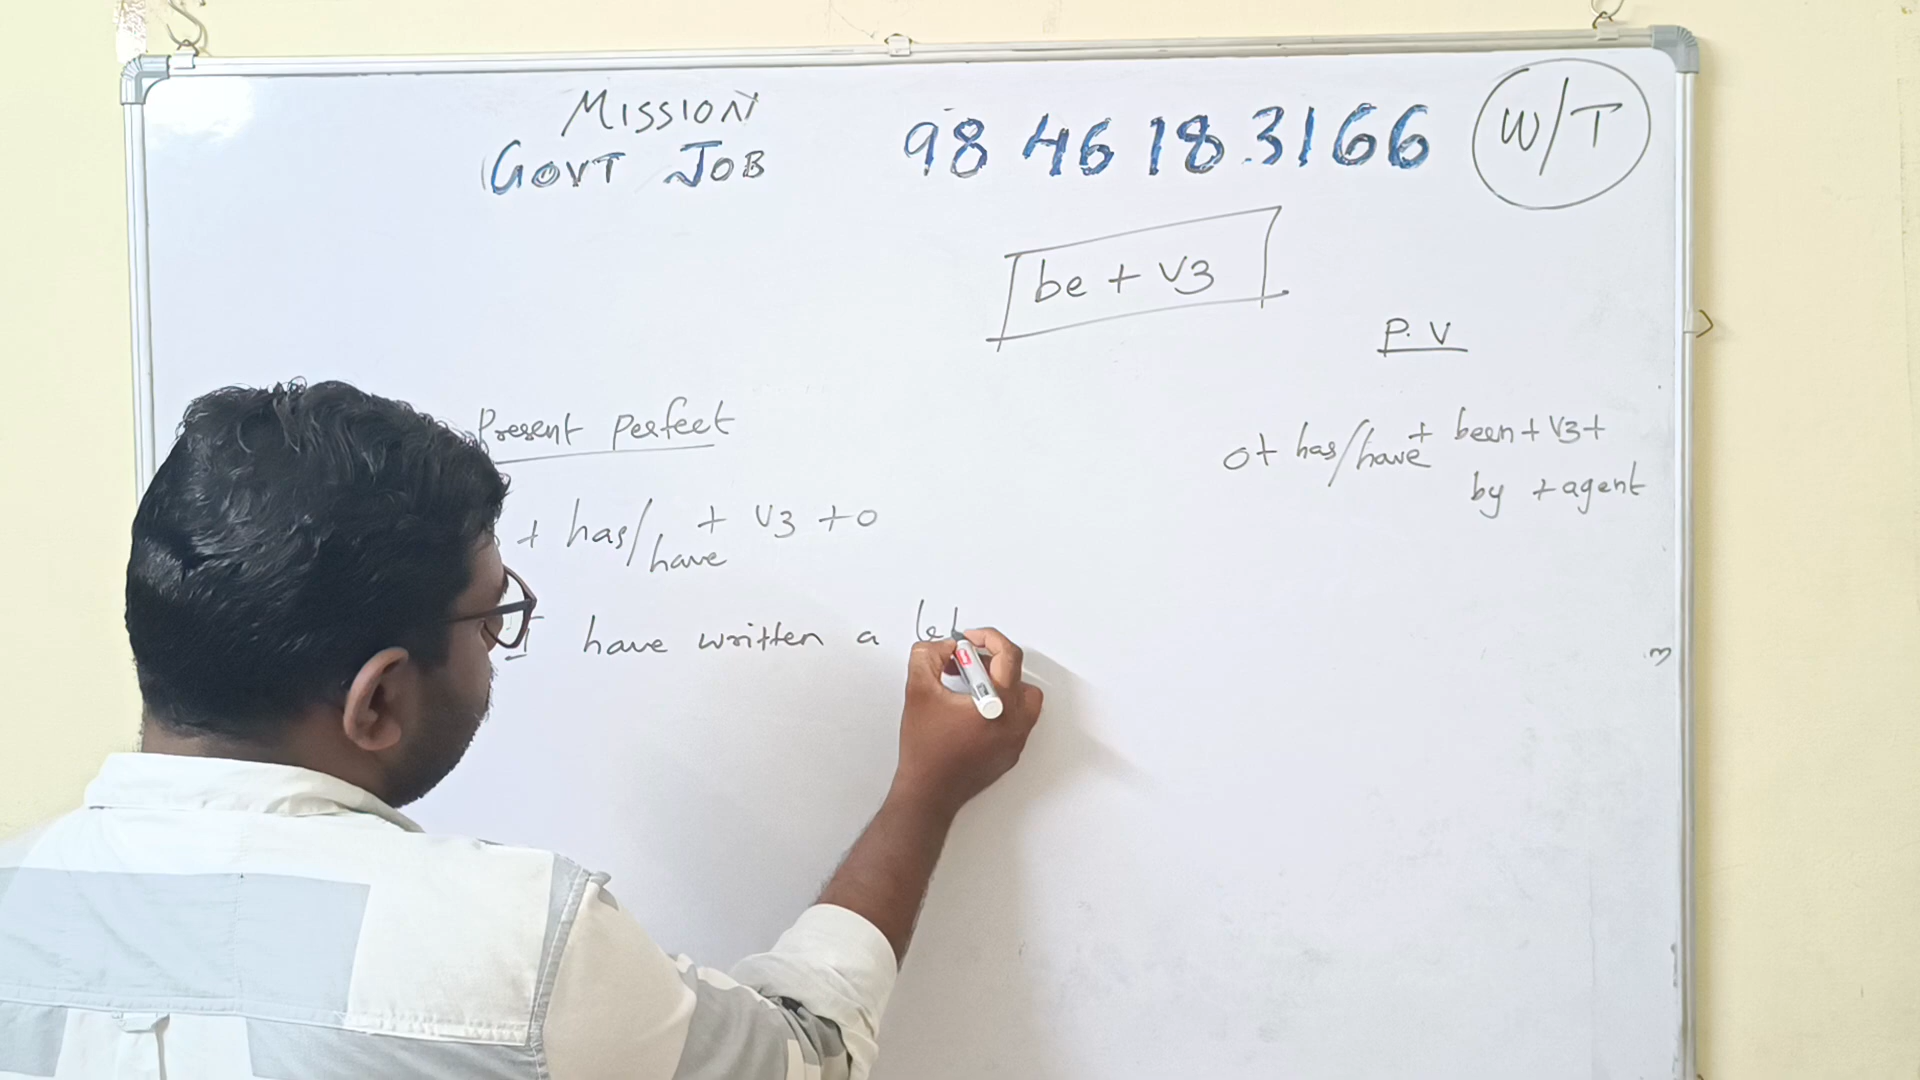 MISSION
GOVT JOB
98 46 18 3166
W/T
be + V3
P.V
Present perfect
O+ has/have + been + V3 +
by + agent
+ has/have + V3 + O
I have written a let